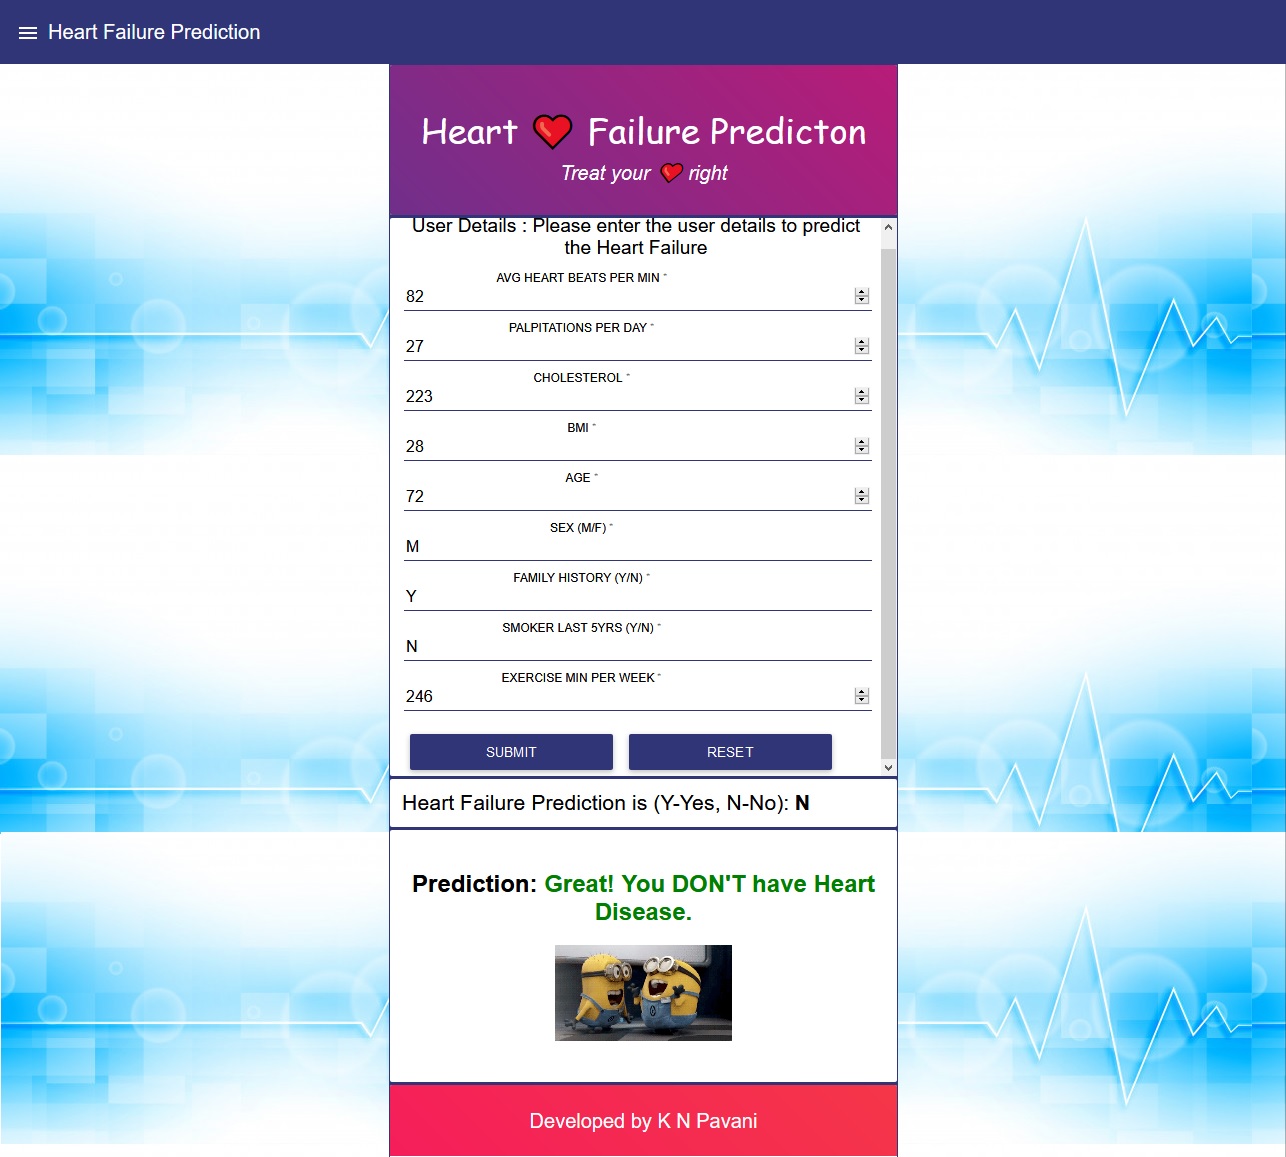 Heart Failure Prediction
Heart ❤ Failure Predicton
Treat your ❤ right
User Details : Please enter the user details to predict
the Heart Failure
AVG HEART BEATS PER MIN *
82
PALPITATIONS PER DAY *
27
CHOLESTEROL *
223
BMI *
28
AGE *
72
SEX (M/F) *
M
FAMILY HISTORY (Y/N) *
Y
SMOKER LAST 5YRS (Y/N) *
N
EXERCISE MIN PER WEEK *
246
SUBMIT RESET
Heart Failure Prediction is (Y-Yes, N-No): N
Prediction: Great! You DON'T have Heart
Disease.
Developed by K N Pavani